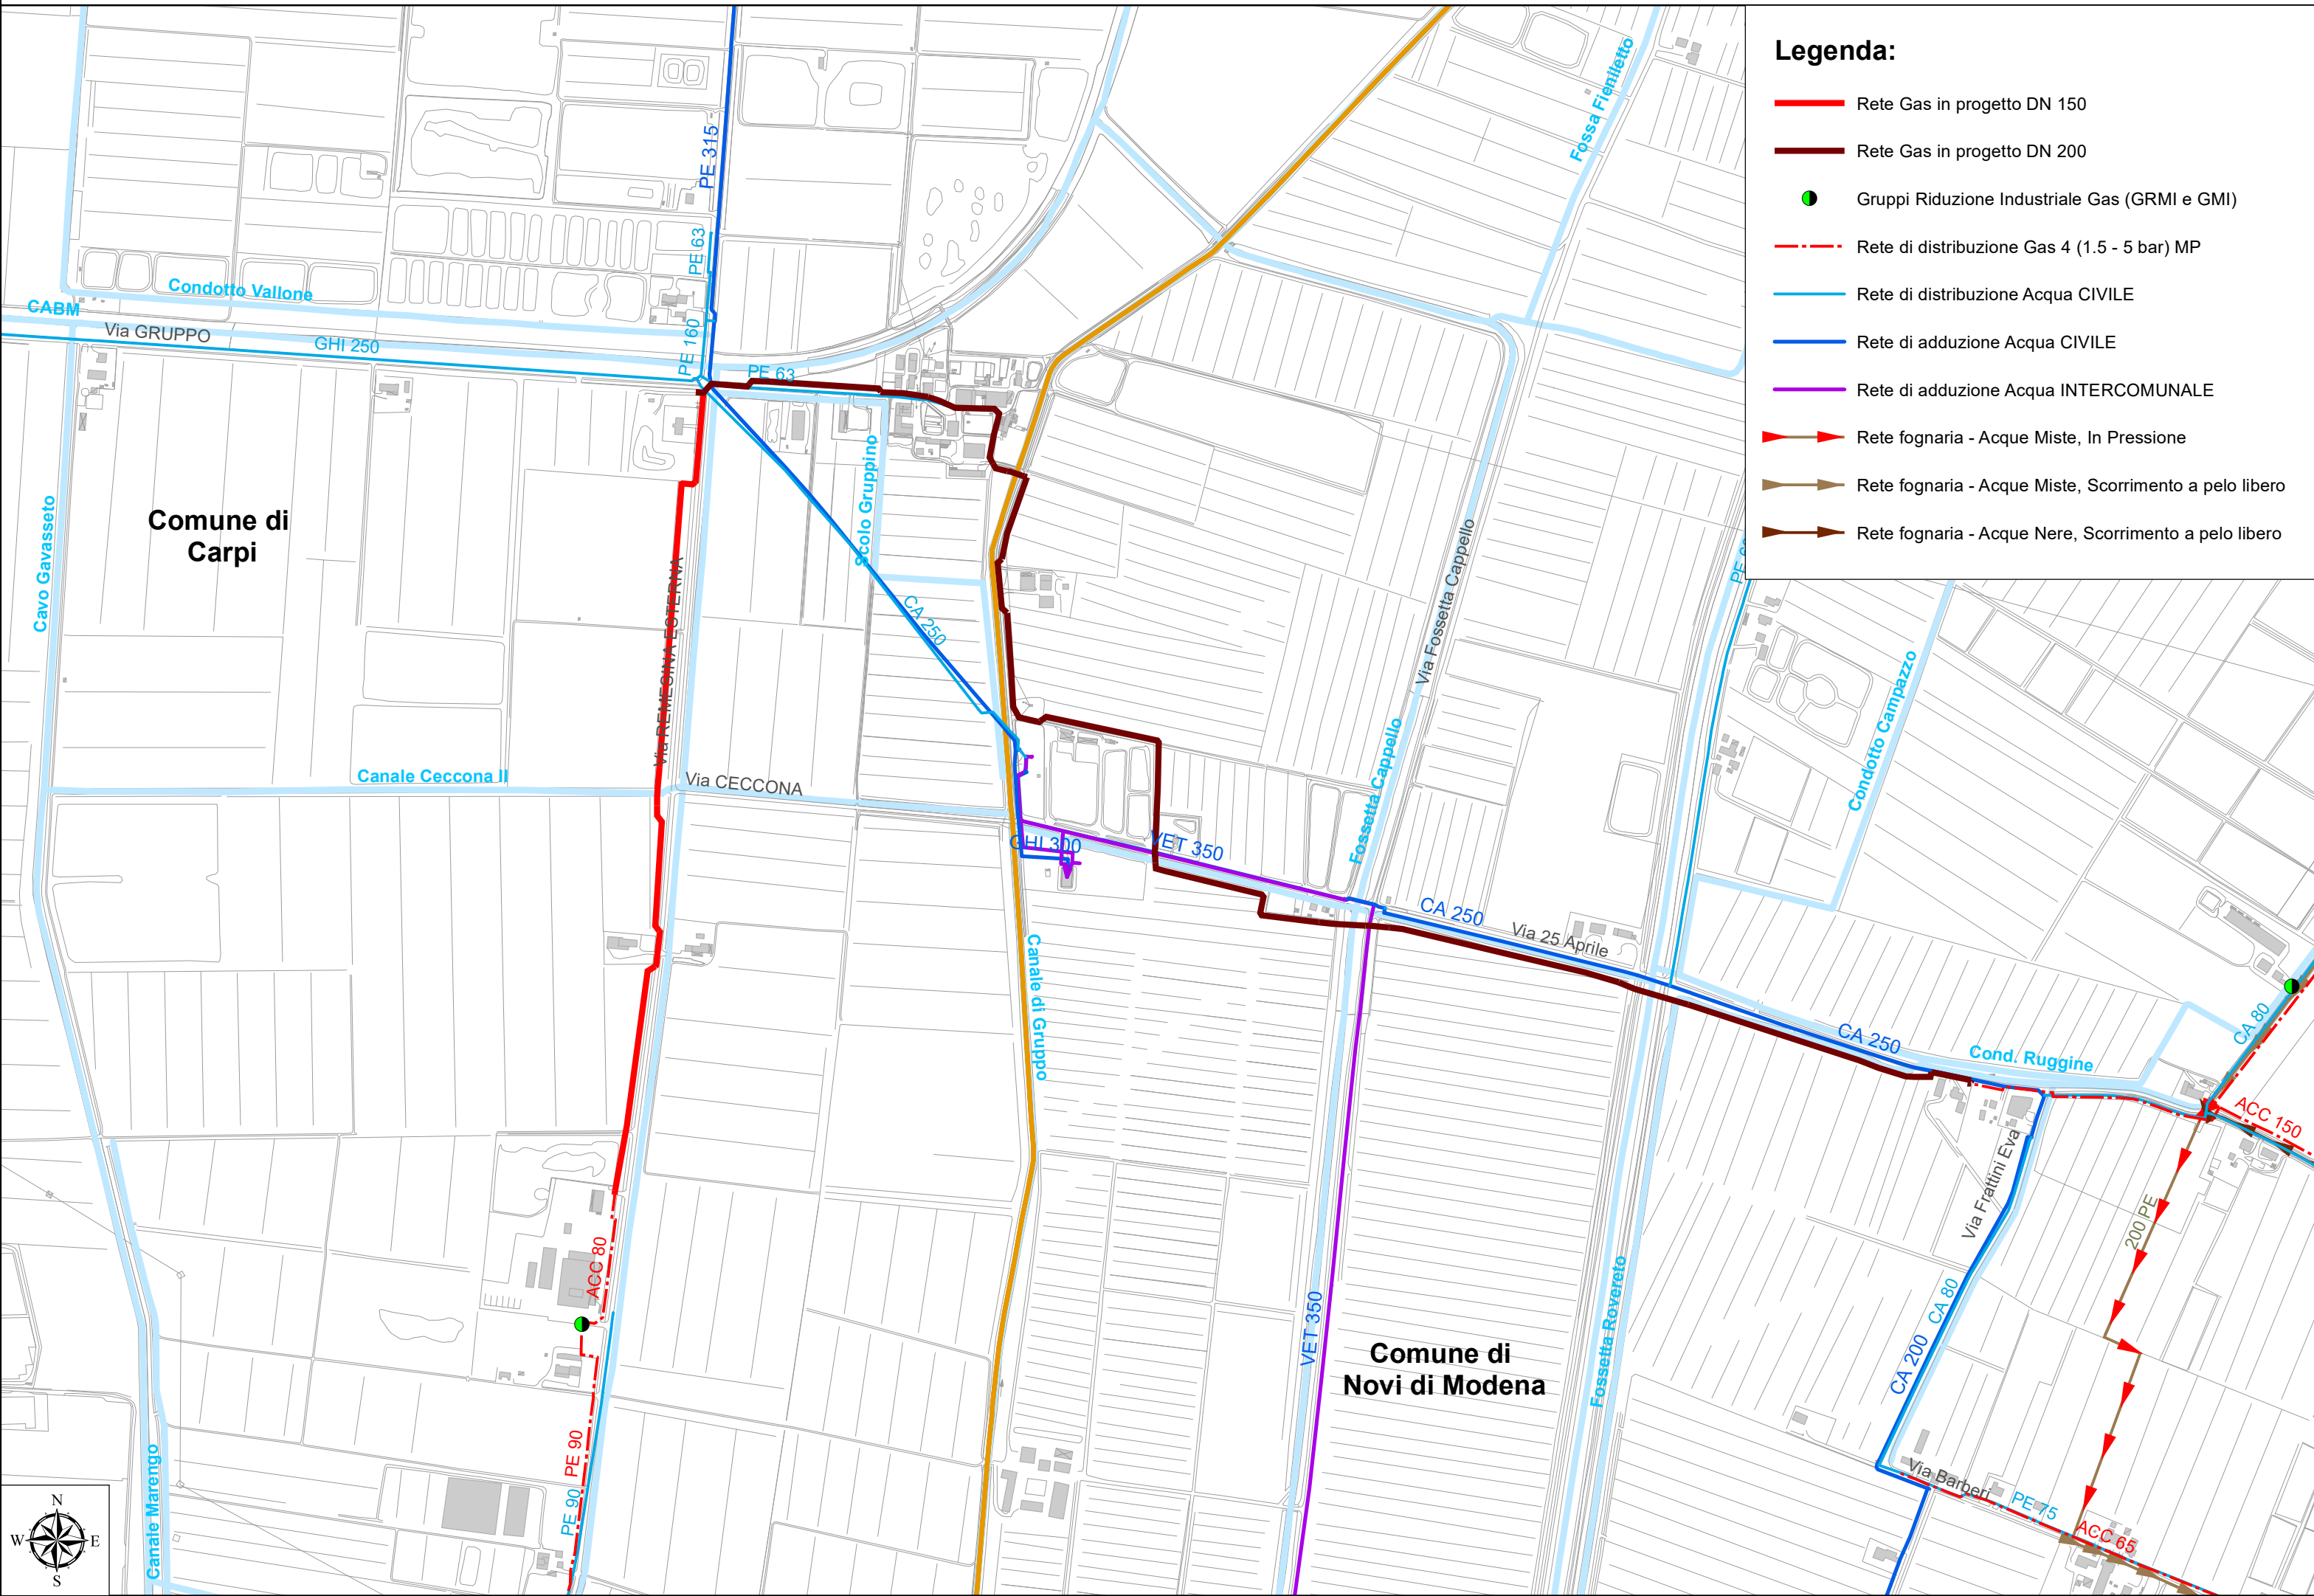 Legenda:
Rete Gas in progetto DN 150
Rete Gas in progetto DN 200
Gruppi Riduzione Industriale Gas (GRMI e GMI)
Rete di distribuzione Gas 4 (1.5 - 5 bar) MP
Rete di distribuzione Acqua CIVILE
Rete di adduzione Acqua CIVILE
Rete di adduzione Acqua INTERCOMUNALE
Rete fognaria - Acque Miste, In Pressione
Rete fognaria - Acque Miste, Scorrimento a pelo libero
Rete fognaria - Acque Nere, Scorrimento a pelo libero
Fossa Fieniletto
PE 315
PE 63
Condotto Vallone
CABM
Via GRUPPO
GHI 250
PE 160
PE 63
Scolo Gruppino
Comune di
Carpi
Cavo Gavasseto
Via REMESINA ESTERNA
CA 250
Via Fossetta Cappello
Condotto Campazzo
Canale Ceccona II
Via CECCONA
Fossetta Cappello
GHI 300
VET 350
CA 250
Via 25 Aprile
Canale di Gruppo
CA 250
Cond. Ruggine
CA 80
ACC 150
Via Frattini Eva
200 PE
ACC 80
CA 80
CA 200
VET 350
Fossetta Rovereto
Comune di
Novi di Modena
Canale Marengo
PE 90
PE 90
Via Barberi
PE 75
ACC 65
N
W
E
S